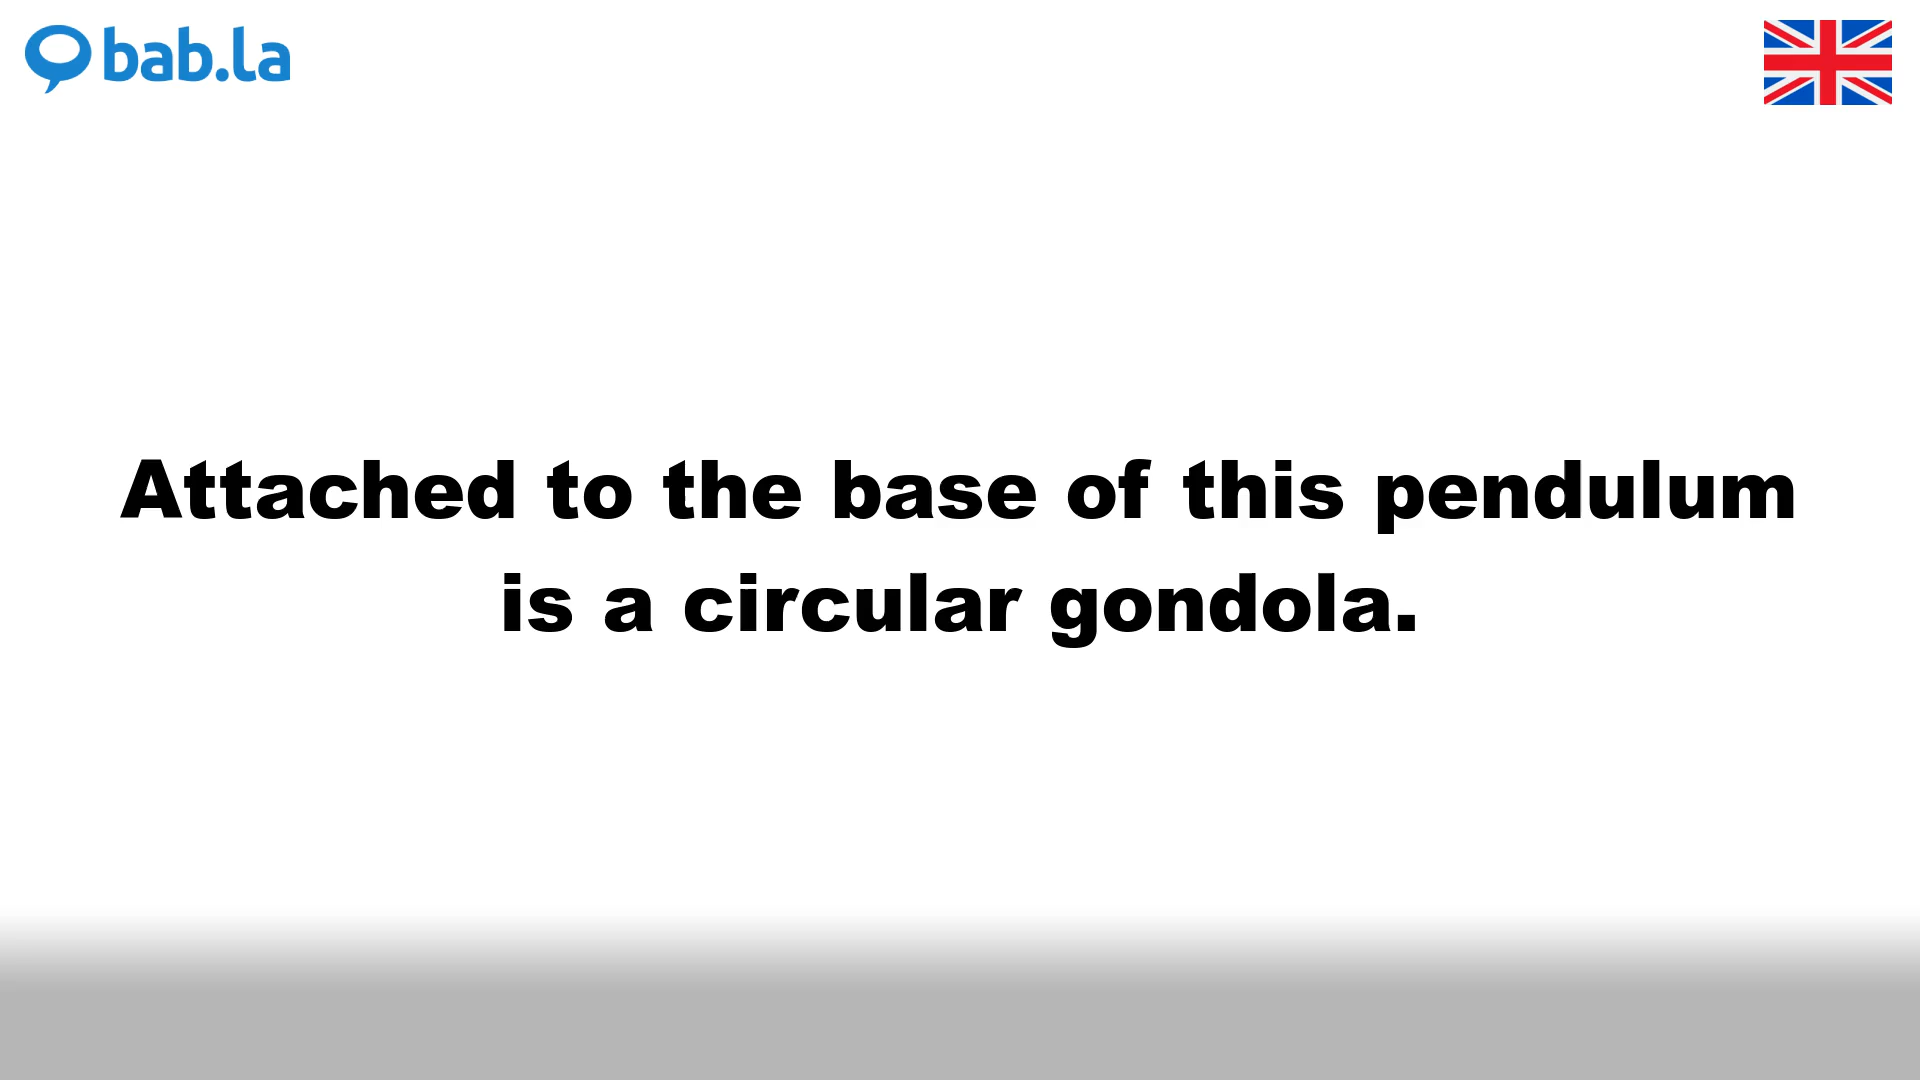 bab.la
Attached to the base of this pendulum
is a circular gondola.